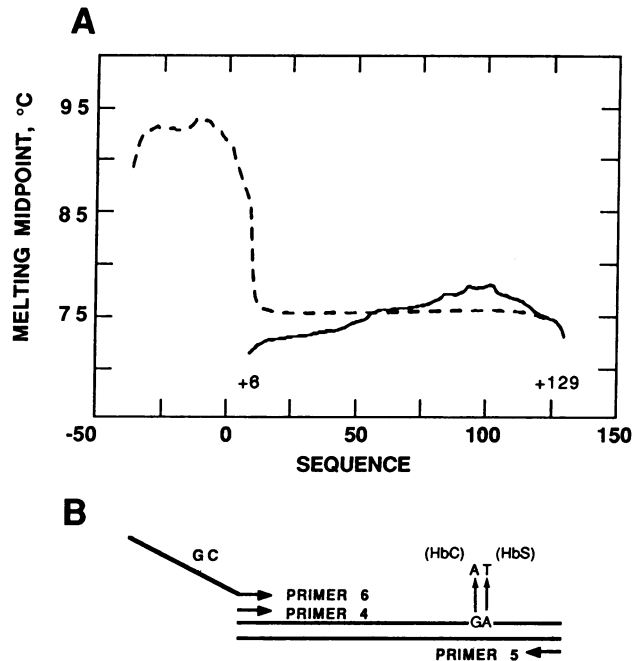 A
MELTING MIDPOINT, °C
95
85
75
+6
+129
-50
0
50
100
150
SEQUENCE
B
GC
(HbC)
(HbS)
A T
PRIMER 6
PRIMER 4
GA
PRIMER 5